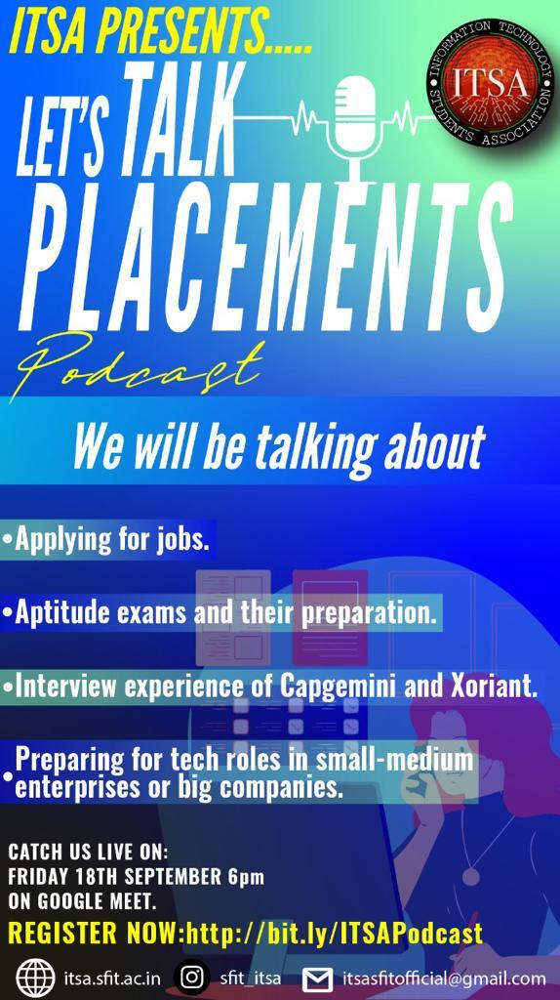 ITSA PRESENTS.....
INFORMATION TECHNOLOGY
ITSA
STUDENTS ASSOCIATION
LET'S TALK
PLACEMENTS
Podcast
We will be talking about
•Applying for jobs.
•Aptitude exams and their preparation.
•Interview experience of Capgemini and Xoriant.
•Preparing for tech roles in small-medium
enterprises or big companies.
CATCH US LIVE ON:
FRIDAY 18TH SEPTEMBER 6pm
ON GOOGLE MEET.
REGISTER NOW:http://bit.ly/ITSAPodcast
itsa.sfit.ac.in sfit_itsa itsasfitofficial@gmail.com